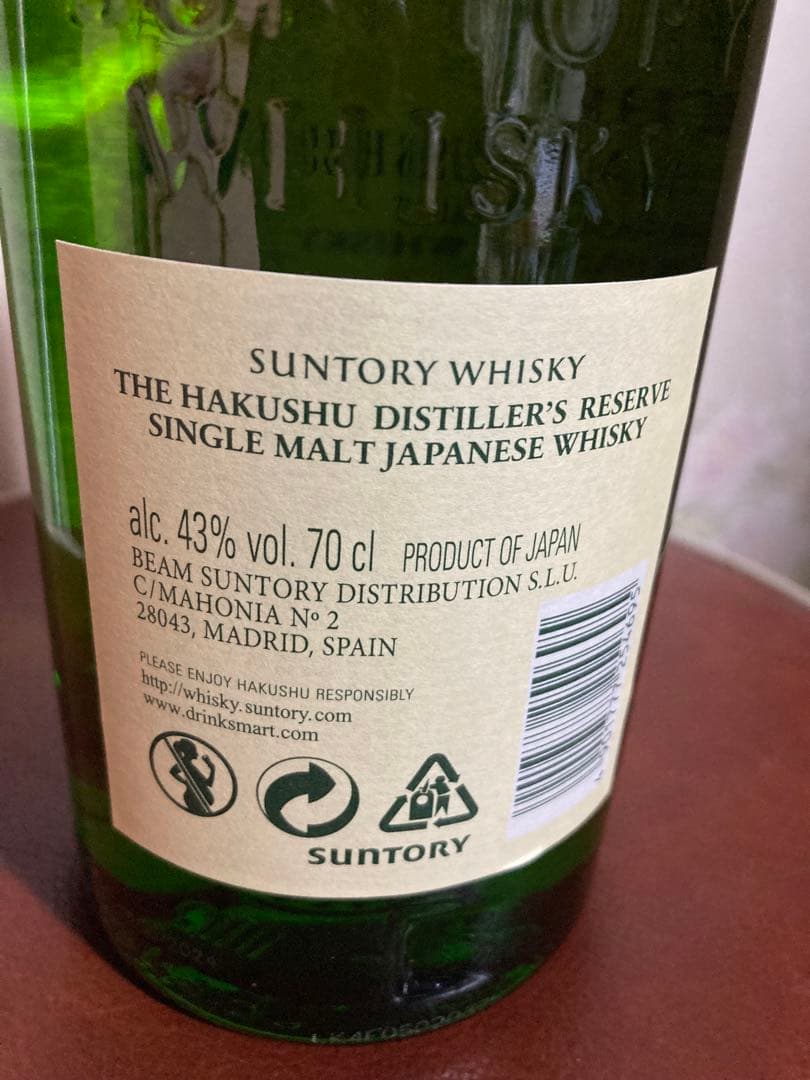 WHISKY
SUNTORY WHISKY
THE HAKUSHU DISTILLER'S RESERVE
SINGLE MALT JAPANESE WHISKY
alc. 43% vol. 70 cl PRODUCT OF JAPAN
BEAM SUNTORY DISTRIBUTION S.L.U.
C/MAHONIA Nº 2
28043, MADRID, SPAIN
PLEASE ENJOY HAKUSHU RESPONSIBLY
http://whisky.suntory.com
www.drinksmart.com
SUNTORY